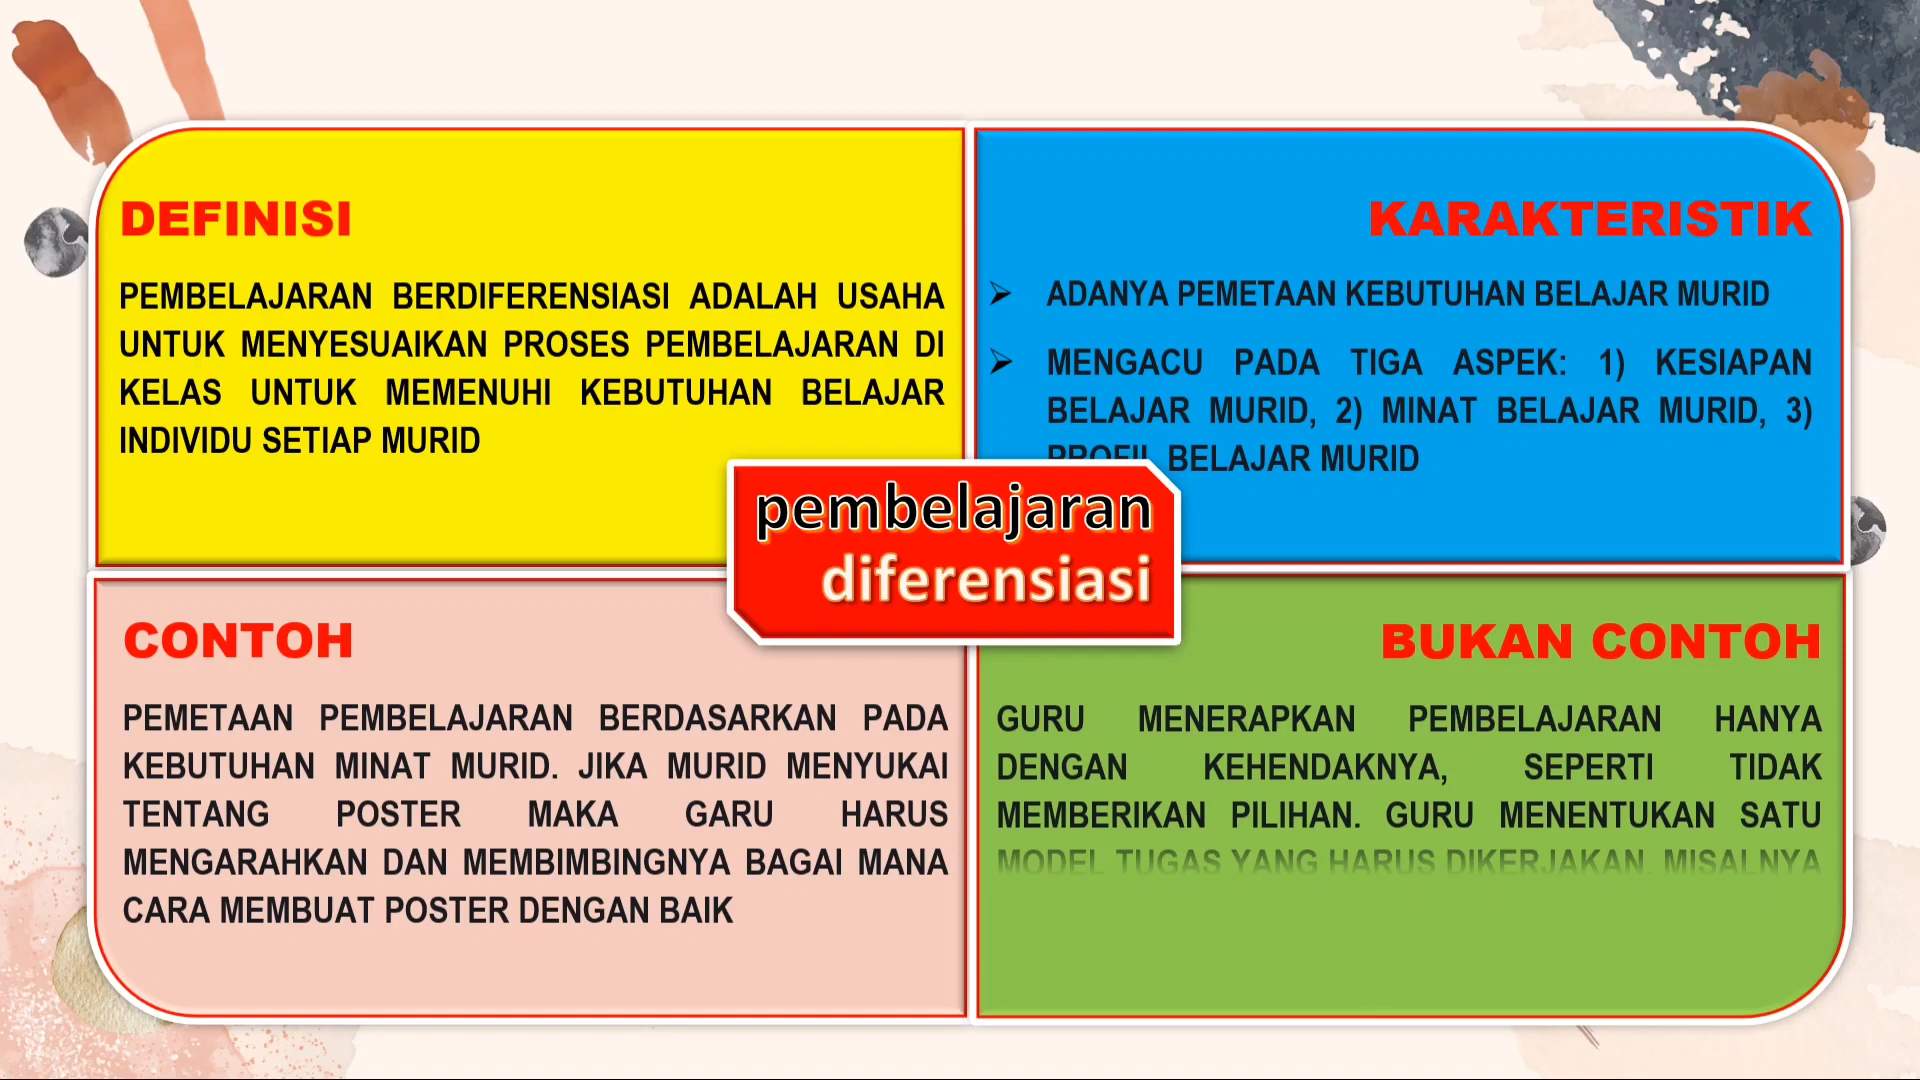 DEFINISI
PEMBELAJARAN BERDIFERENSIASI ADALAH USAHA
UNTUK MENYESUAIKAN PROSES PEMBELAJARAN DI
KELAS UNTUK MEMENUHI KEBUTUHAN BELAJAR
INDIVIDU SETIAP MURID
KARAKTERISTIK
➢ ADANYA PEMETAAN KEBUTUHAN BELAJAR MURID
➢ MENGACU PADA TIGA ASPEK: 1) KESIAPAN
BELAJAR MURID, 2) MINAT BELAJAR MURID, 3)
PROFIL BELAJAR MURID
pembelajaran
diferensiasi
CONTOH
PEMETAAN PEMBELAJARAN BERDASARKAN PADA
KEBUTUHAN MINAT MURID. JIKA MURID MENYUKAI
TENTANG POSTER MAKA GARU HARUS
MENGARAHKAN DAN MEMBIMBINGNYA BAGAI MANA
CARA MEMBUAT POSTER DENGAN BAIK
BUKAN CONTOH
GURU MENERAPKAN PEMBELAJARAN HANYA
DENGAN KEHENDAKNYA, SEPERTI TIDAK
MEMBERIKAN PILIHAN. GURU MENENTUKAN SATU
MODEL TUGAS YANG HARUS DIKERJAKAN. MISALNYA